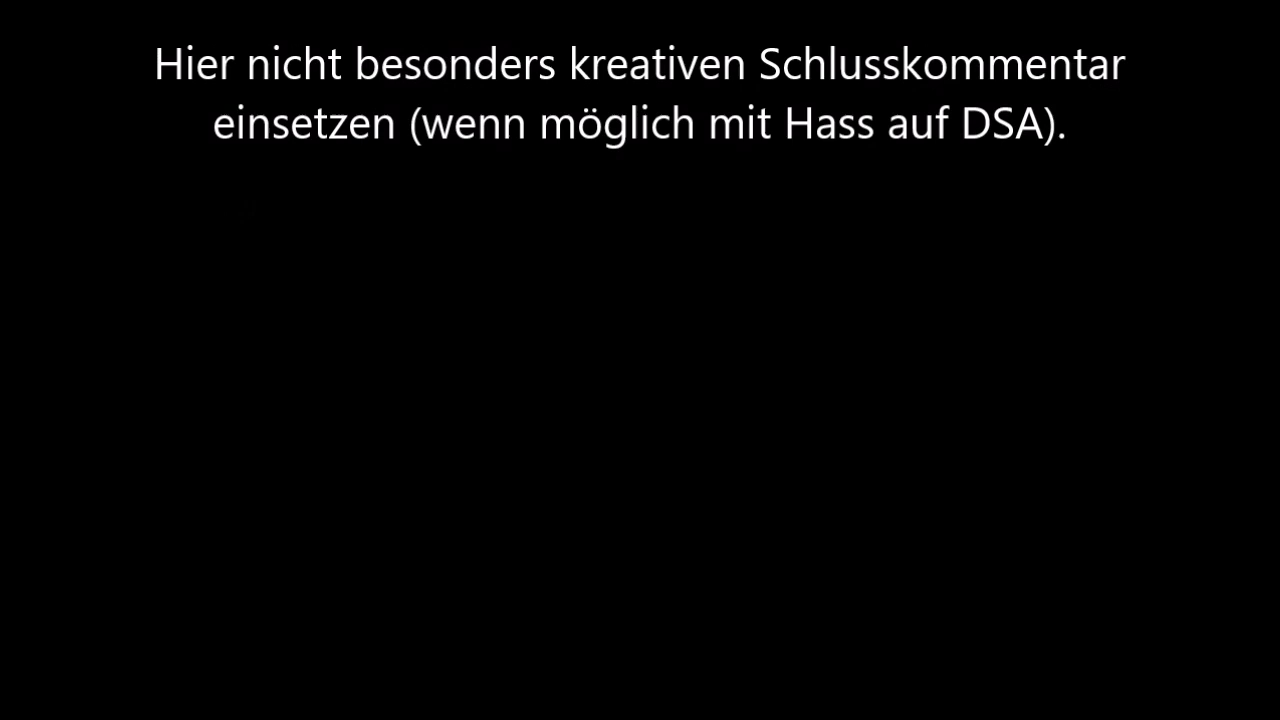 Hier nicht besonders kreativen Schlusskommentar
einsetzen (wenn möglich mit Hass auf DSA).